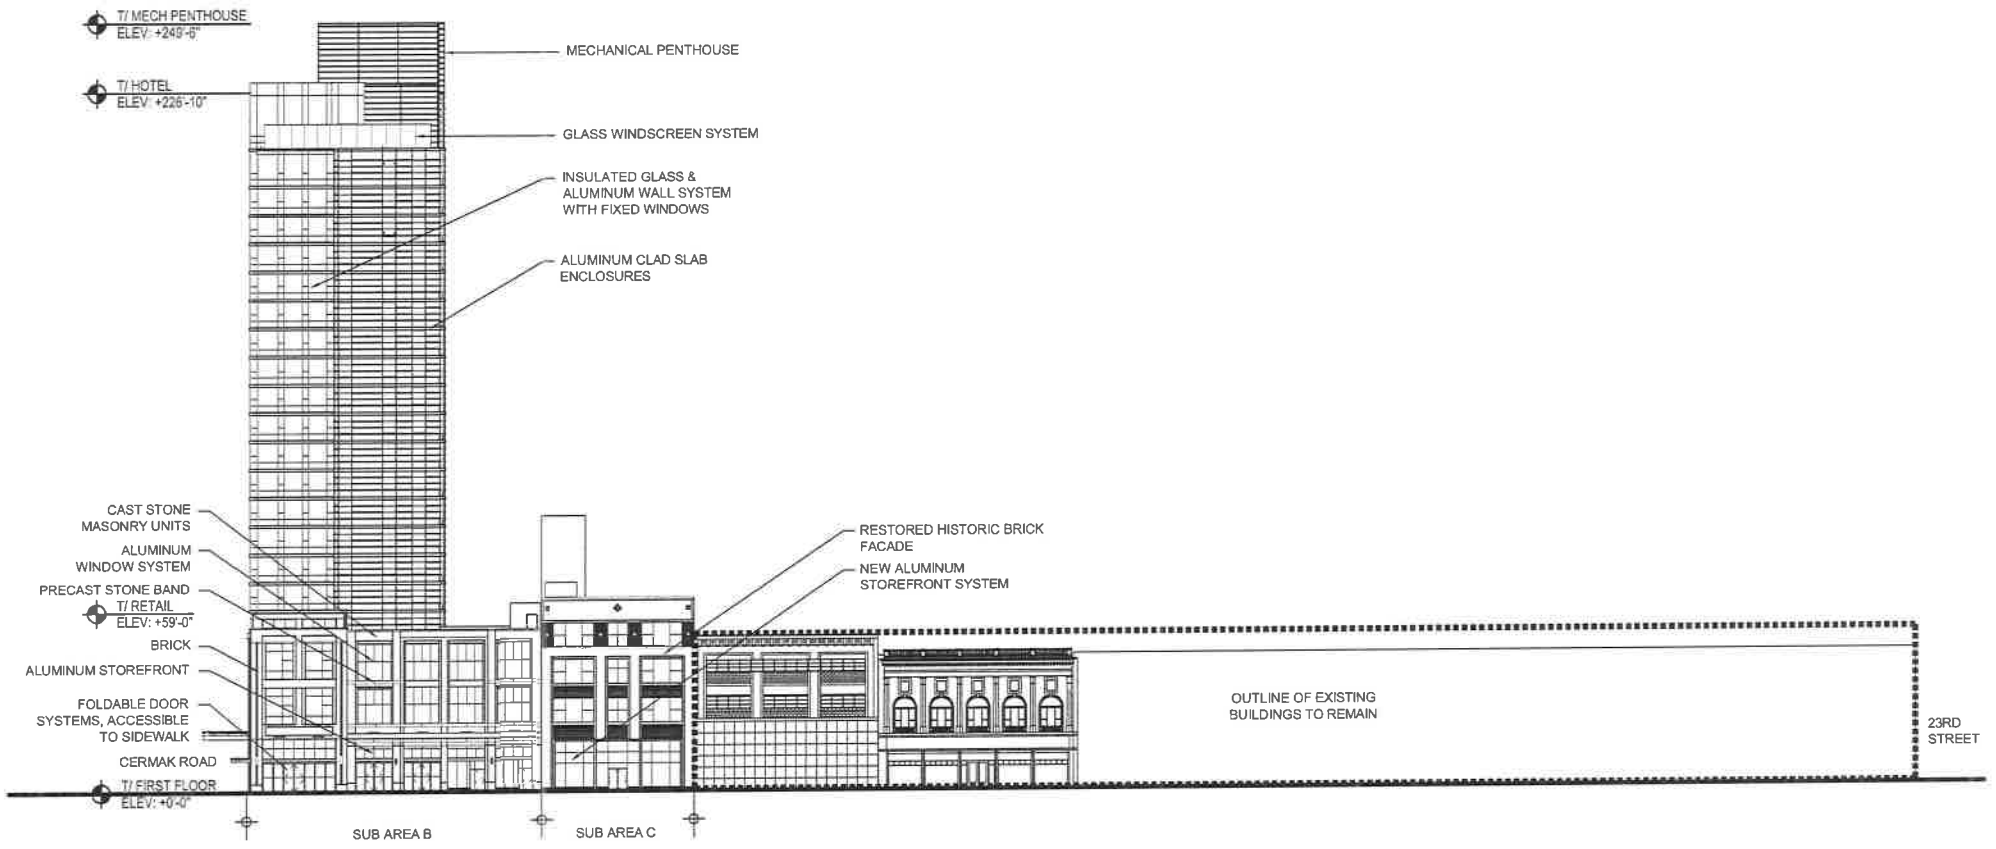 T/ MECH PENTHOUSE
ELEV: +249'-6"
MECHANICAL PENTHOUSE
T/ HOTEL
ELEV: +226'-10"
GLASS WINDSCREEN SYSTEM
INSULATED GLASS &
ALUMINUM WALL SYSTEM
WITH FIXED WINDOWS
ALUMINUM CLAD SLAB
ENCLOSURES
CAST STONE
MASONRY UNITS
ALUMINUM
WINDOW SYSTEM
PRECAST STONE BAND
T/ RETAIL
ELEV: +59'-0"
BRICK
ALUMINUM STOREFRONT
FOLDABLE DOOR
SYSTEMS, ACCESSIBLE
TO SIDEWALK
CERMAK ROAD
T/ FIRST FLOOR
ELEV: +0'-0"
RESTORED HISTORIC BRICK
FACADE
NEW ALUMINUM
STOREFRONT SYSTEM
OUTLINE OF EXISTING
BUILDINGS TO REMAIN
23RD
STREET
SUB AREA B
SUB AREA C